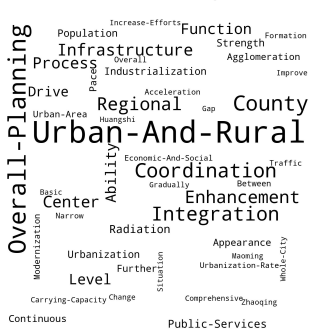 Increase-Efforts
Population
Function
Formation
Strength
Infrastructure
Overall
Agglomeration
Process
Industrialization
Pace
Improve
Drive
Acceleration
Regional
Gap
County
Urban-Area
Huangshi
Urban-And-Rural
Overall-Planning
Economic-And-Social
Traffic
Coordination
Ability
Gradually
Between
Basic
Enhancement
Center
Narrow
Integration
Modernization
Radiation
Appearance
Urbanization
Maoming
Whole-City
Further
Situation
Urbanization-Rate
Level
Carrying-Capacity
Change
Comprehensive
Zhaoqing
Continuous
Public-Services